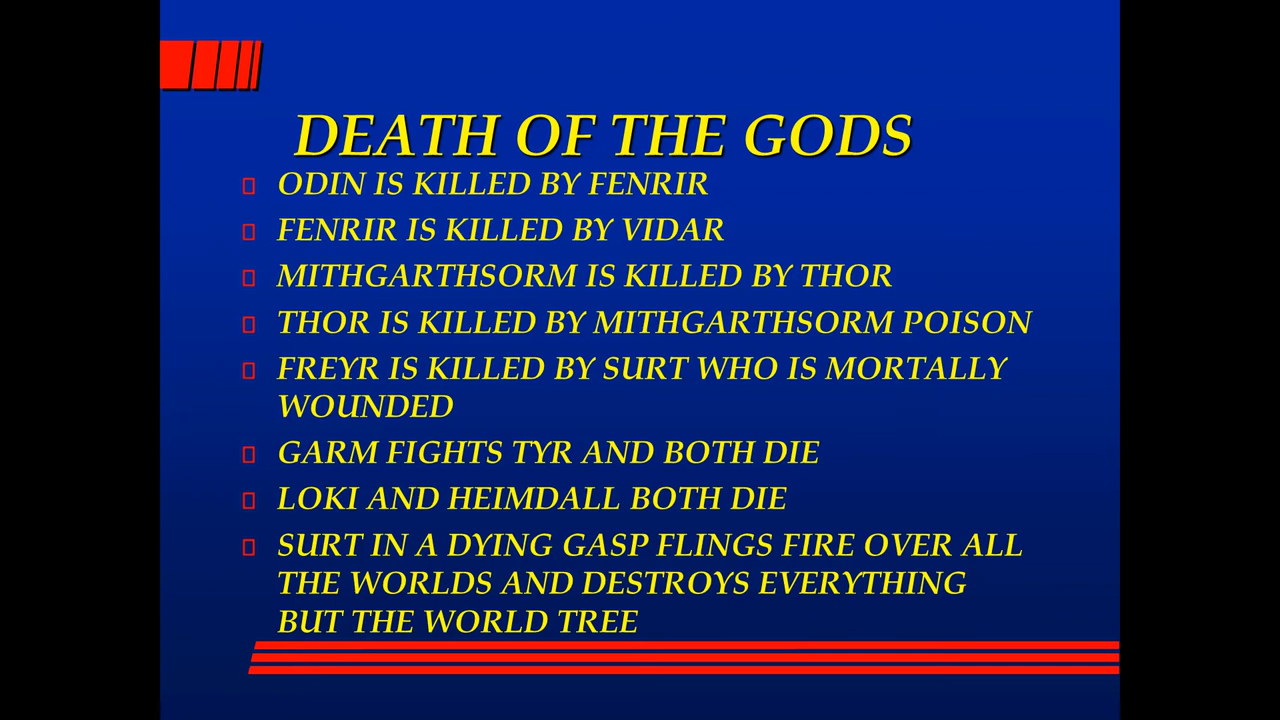 DEATH OF THE GODS
ODIN IS KILLED BY FENRIR
FENRIR IS KILLED BY VIDAR
MITHGARTHSORM IS KILLED BY THOR
THOR IS KILLED BY MITHGARTHSORM POISON
FREYR IS KILLED BY SURT WHO IS MORTALLY
WOUNDED
GARM FIGHTS TYR AND BOTH DIE
LOKI AND HEIMDALL BOTH DIE
SURT IN A DYING GASP FLINGS FIRE OVER ALL
THE WORLDS AND DESTROYS EVERYTHING
BUT THE WORLD TREE